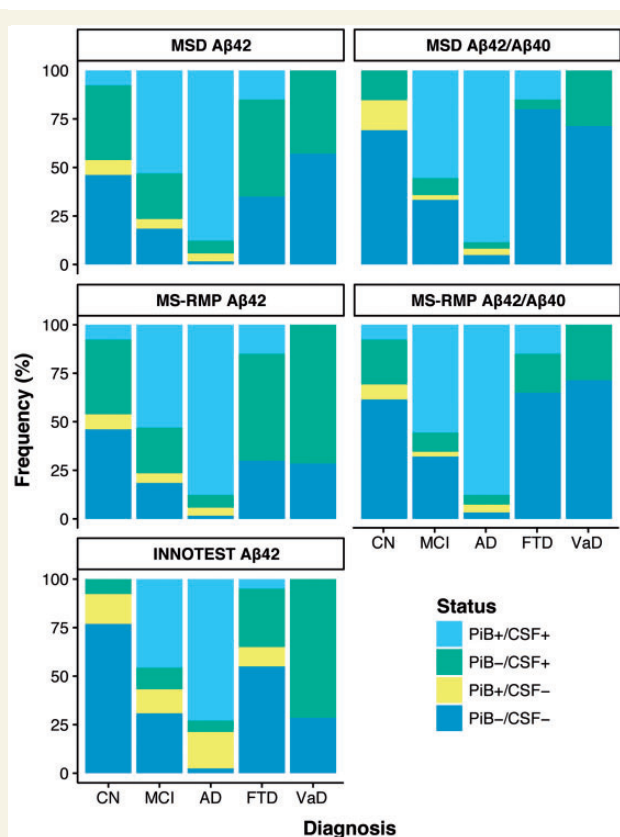 MSD Aβ42
MSD Aβ42/Aβ40
100
75
50
25
0
MS-RMP Aβ42
MS-RMP Aβ42/Aβ40
100
75
50
25
0
Frequency (%)
CN MCI AD FTD VaD
INNOTEST Aβ42
100
75
50
25
0
CN MCI AD FTD VaD
Status
PiB+/CSF+
PiB−/CSF+
PiB+/CSF−
PiB−/CSF−
Diagnosis